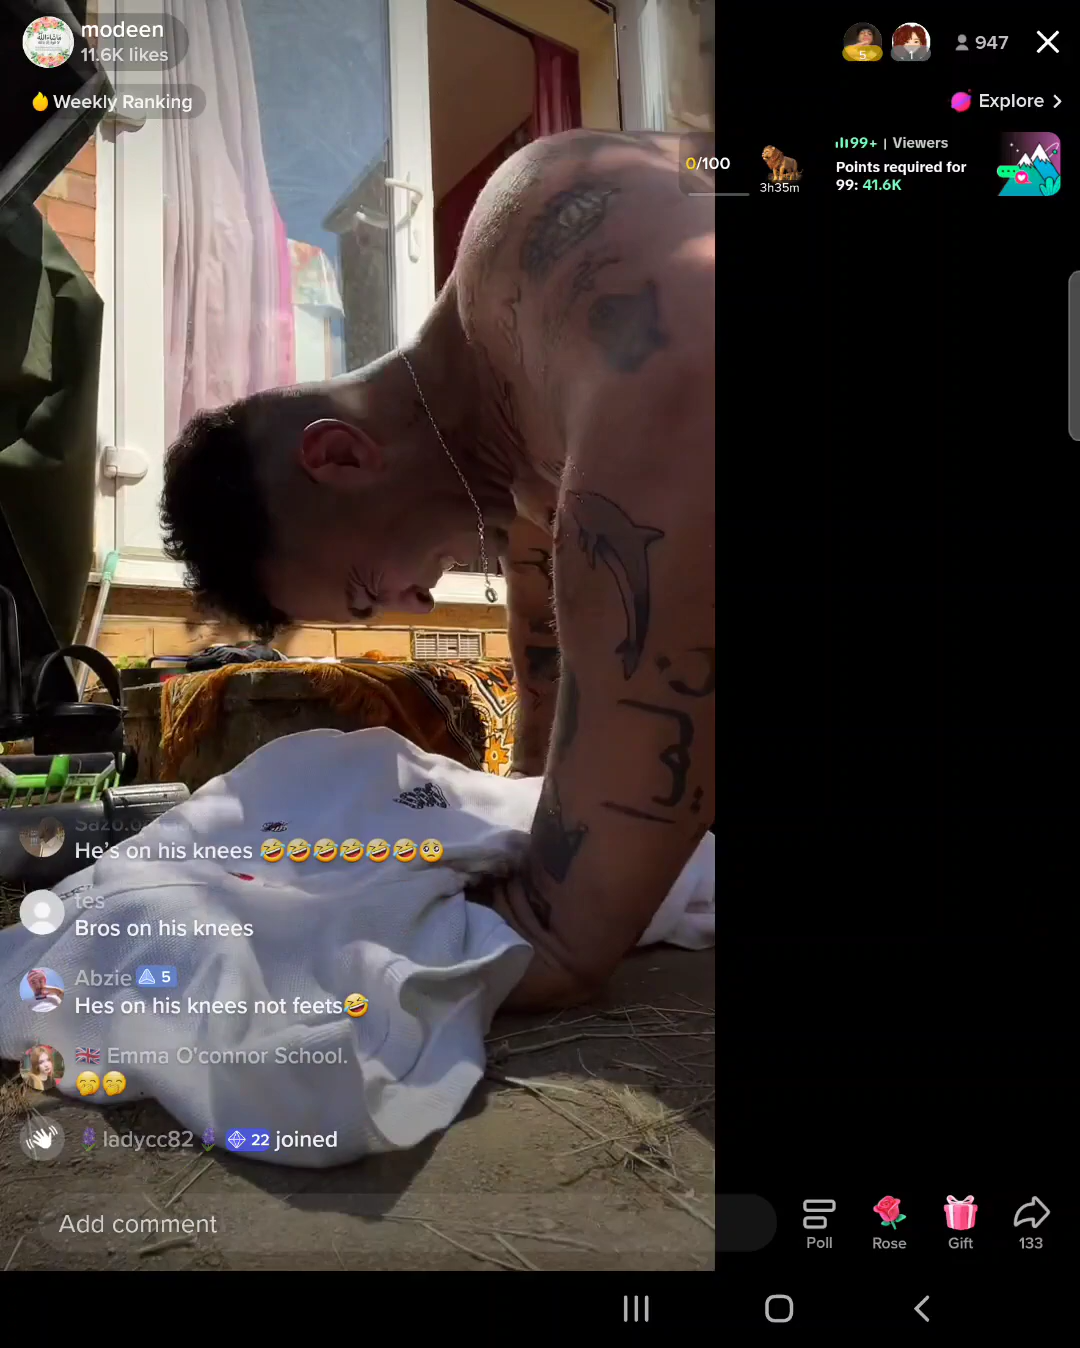 modeen
11.6K likes
947
Weekly Ranking
Explore
0/100
3h35m
99+ | Viewers
Points required for
99: 41.6K
5
1
He's on his knees 🤣🤣🤣🤣🤣🤣🥺
tes
Bros on his knees
Abzie 5
Hes on his knees not feets🤣
🇬🇧 Emma O'connor School.
🤭🤭
🪻ladycc82🪻 22 joined
Add comment
Poll
Rose
Gift
133